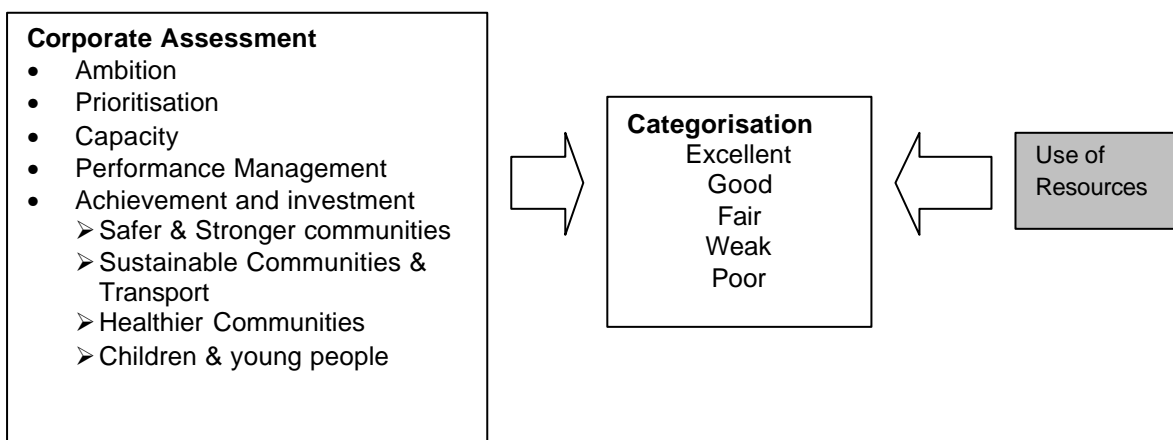 Corporate Assessment
• Ambition
• Prioritisation
• Capacity
• Performance Management
• Achievement and investment
➢ Safer & Stronger communities
➢ Sustainable Communities &
Transport
➢ Healthier Communities
➢ Children & young people
Categorisation
Excellent
Good
Fair
Weak
Poor
Use of
Resources